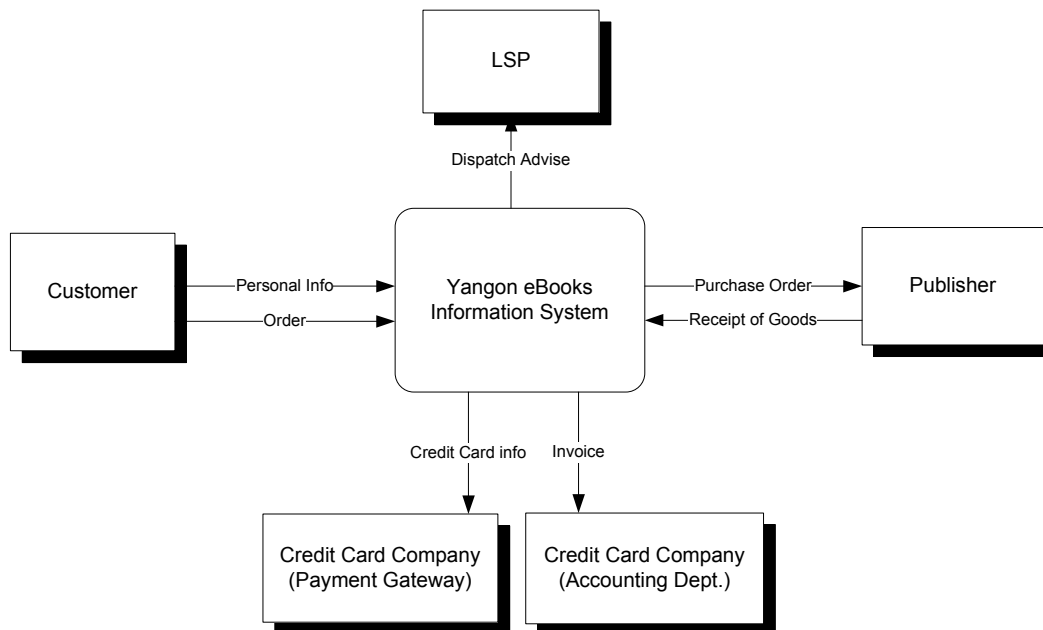 LSP
Dispatch Advise
Customer
Personal Info
Order
Yangon eBooks
Information System
Purchase Order
Receipt of Goods
Publisher
Credit Card info
Invoice
Credit Card Company
(Payment Gateway)
Credit Card Company
(Accounting Dept.)